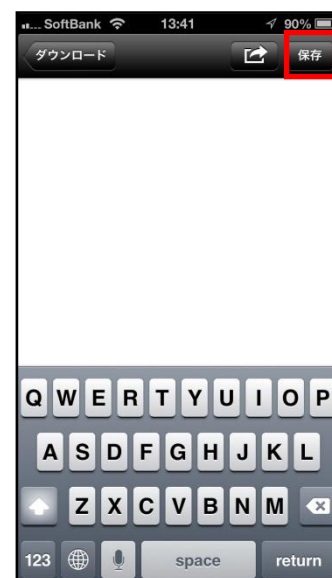 ... SoftBank 13:41 90%
ダウンロード 保存
Q W E R T Y U I O P
A S D F G H J K L
Z X C V B N M
123 space return